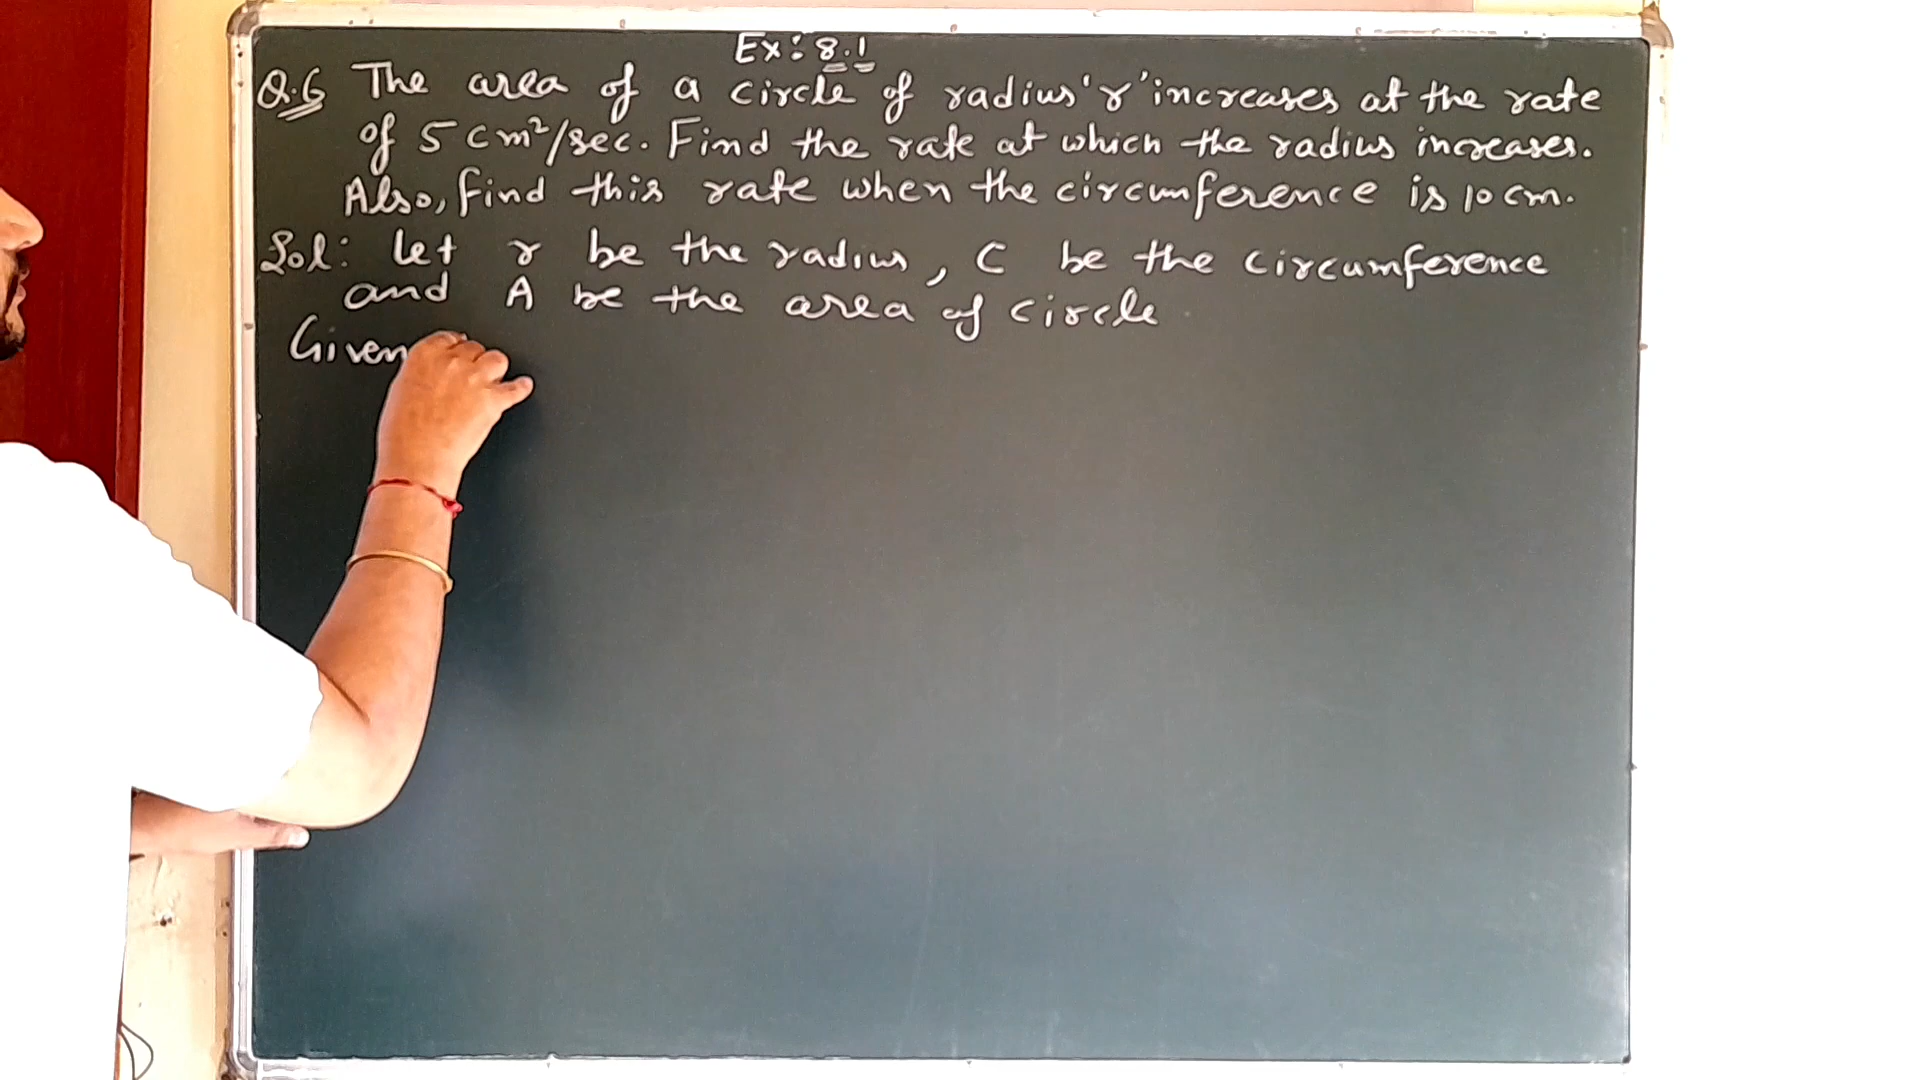 Ex: 8.1
Q.6 The area of a circle of radius 'r' increases at the rate
of 5 cm²/sec. Find the rate at which the radius increases.
Also, find this rate when the circumference is 10 cm.
Sol: Let r be the radius, C be the circumference
and A be the area of circle
Given